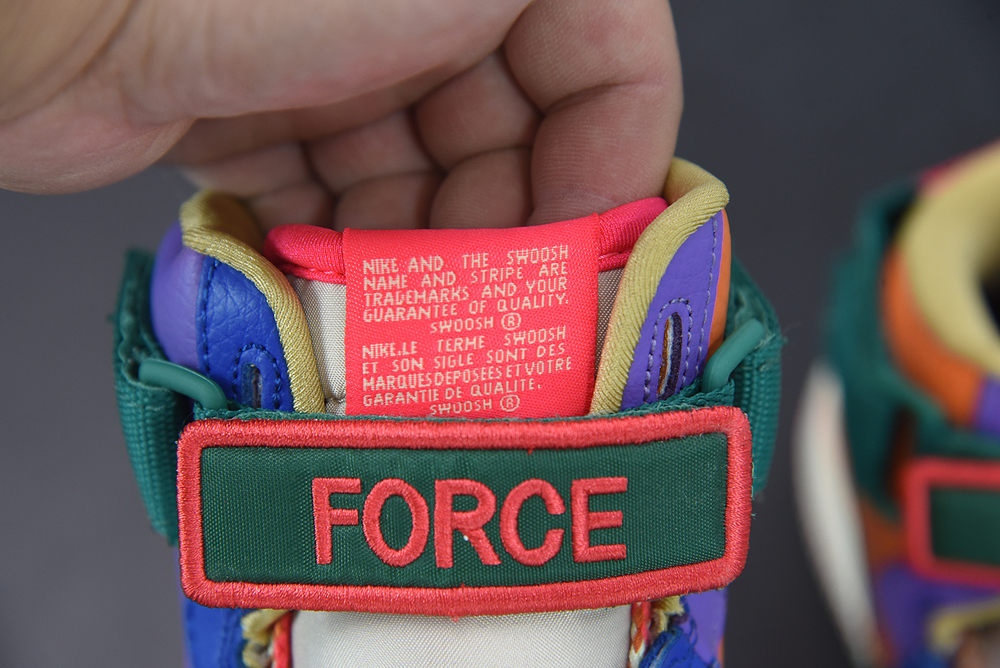 NIKE AND THE SWOOSH
NAME AND STRIPE ARE
TRADEMARKS AND YOUR
GUARANTEE OF QUALITY.
SWOOSH ®
NIKE.LE TERME SWOOSH
ET SON SIGLE SONT DES
MARQUES DEPOSEES ET VOTRE
GARANTIE DE QUALITE.
SWOOSH ®
FORCE